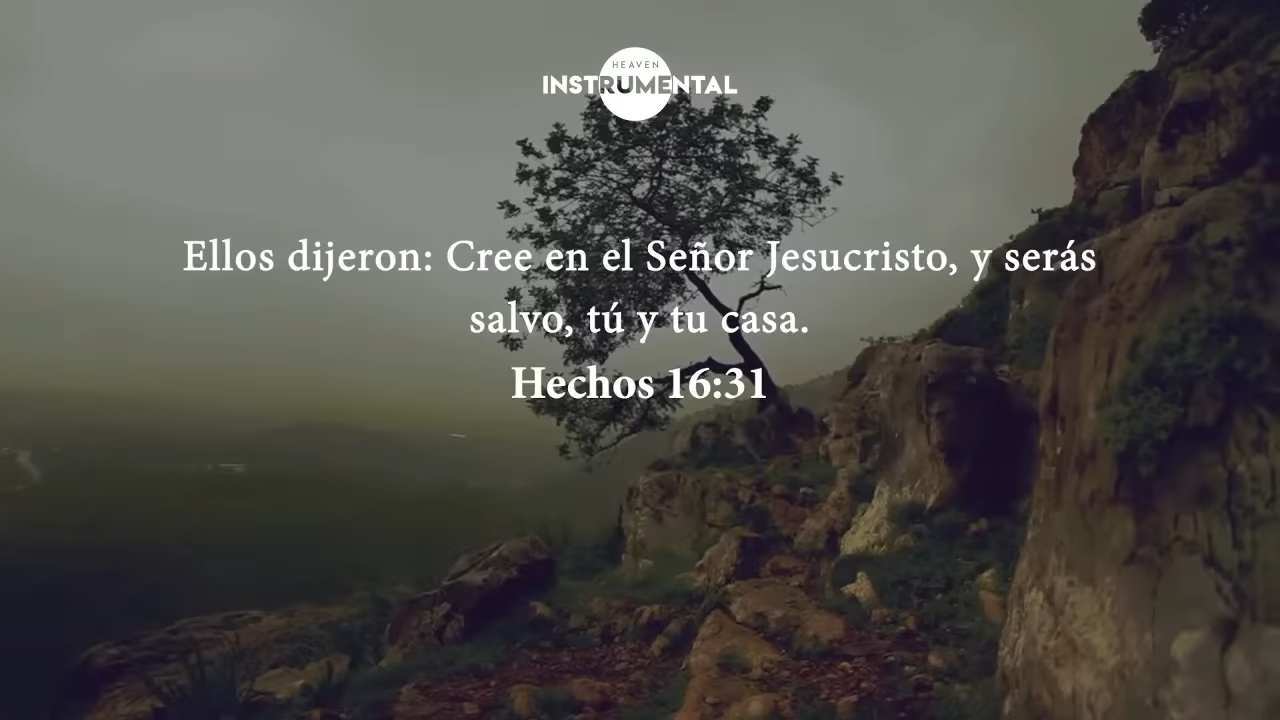 HEAVEN
INSTRUMENTAL
Ellos dijeron: Cree en el Señor Jesucristo, y serás
salvo, tú y tu casa.
Hechos 16:31